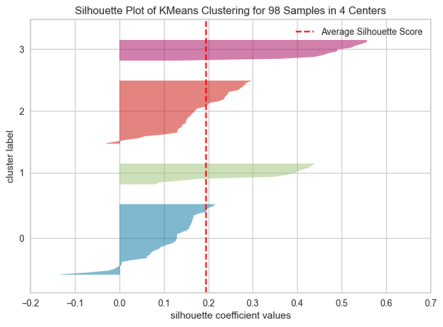 Silhouette Plot of KMeans Clustering for 98 Samples in 4 Centers
Average Silhouette Score
cluster label
3
2
1
0
−0.2 −0.1 0.0 0.1 0.2 0.3 0.4 0.5 0.6 0.7
silhouette coefficient values